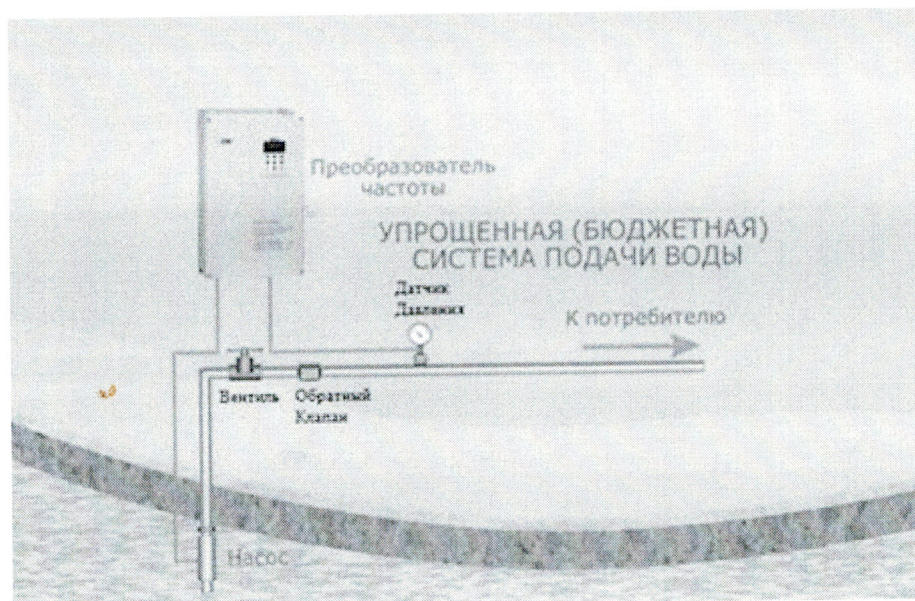 Преобразователь
частоты
УПРОЩЕННАЯ (БЮДЖЕТНАЯ)
СИСТЕМА ПОДАЧИ ВОДЫ
Датчик
Давления
К потребителю
Вентиль
Обратный
Клапан
Насос